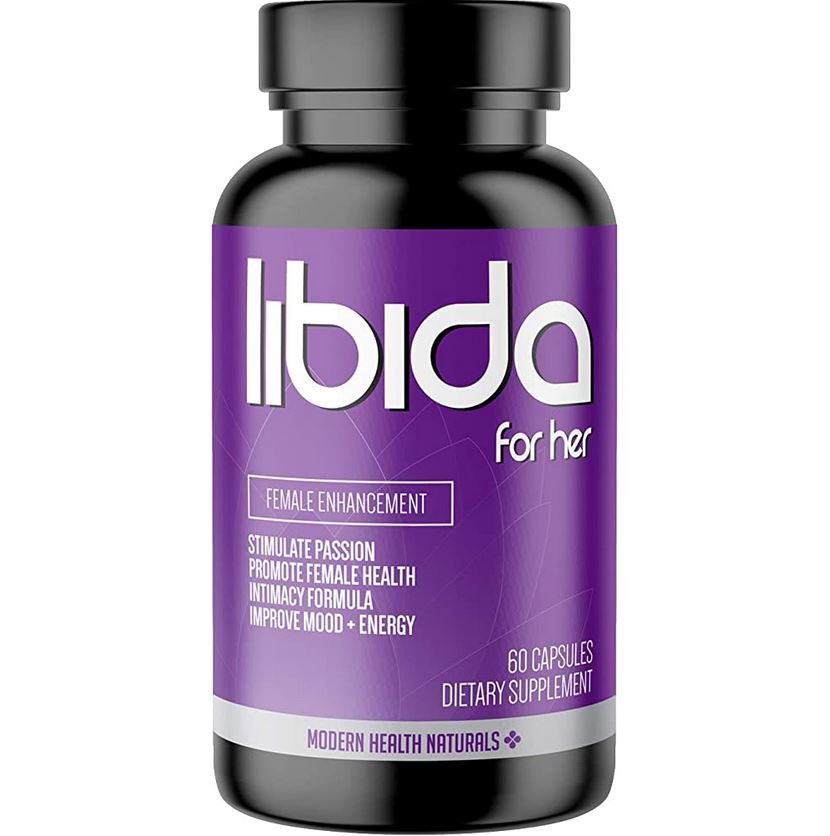 libida
for her
FEMALE ENHANCEMENT
STIMULATE PASSION
PROMOTE FEMALE HEALTH
INTIMACY FORMULA
IMPROVE MOOD + ENERGY
60 CAPSULES
DIETARY SUPPLEMENT
MODERN HEALTH NATURALS